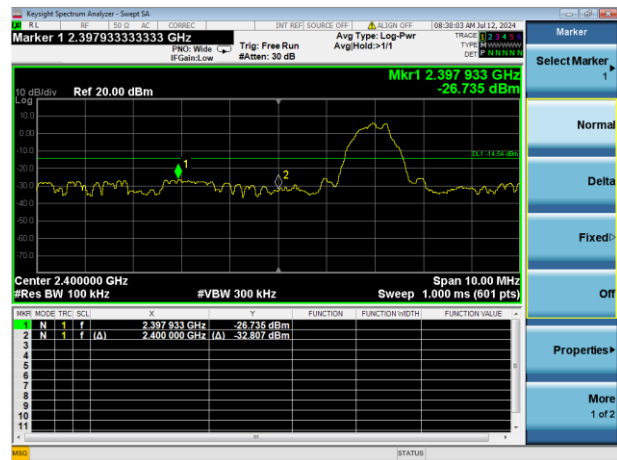 Keysight Spectrum Analyzer - Swept SA
RL RF 50 Ω AC CORREC INT REF SOURCE OFF ALIGN OFF 08:30:03 AM Jul 12, 2024
Marker 1 2.397933333333 GHz
Avg Type: Log-Pwr
TRACE 1 2 3 4 5 6
PNO: Wide Trig: Free Run Avg|Hold:>1/1 TYPE M W W W W W
IFGain:Low #Atten: 30 dB DET P N N N N N
Mkr1 2.397 933 GHz
-26.735 dBm
10 dB/div Ref 20.00 dBm
Log
10.0
0.00
-10.0
DL1 -14.54 dBm
1
-20.0
2
-30.0
-40.0
-50.0
-60.0
-70.0
Center 2.400000 GHz Span 10.00 MHz
#Res BW 100 kHz #VBW 300 kHz Sweep 1.000 ms (601 pts)
MKR MODE TRC SCL X Y FUNCTION FUNCTION WIDTH FUNCTION VALUE
1 N 1 f 2.397 933 GHz -26.735 dBm
2 N 1 f (Δ) 2.400 000 GHz (Δ) -32.807 dBm
3
4
5
6
7
8
9
10
11
MSG STATUS
Marker
Select Marker
1
Normal
Delta
Fixed
Off
Properties
More
1 of 2